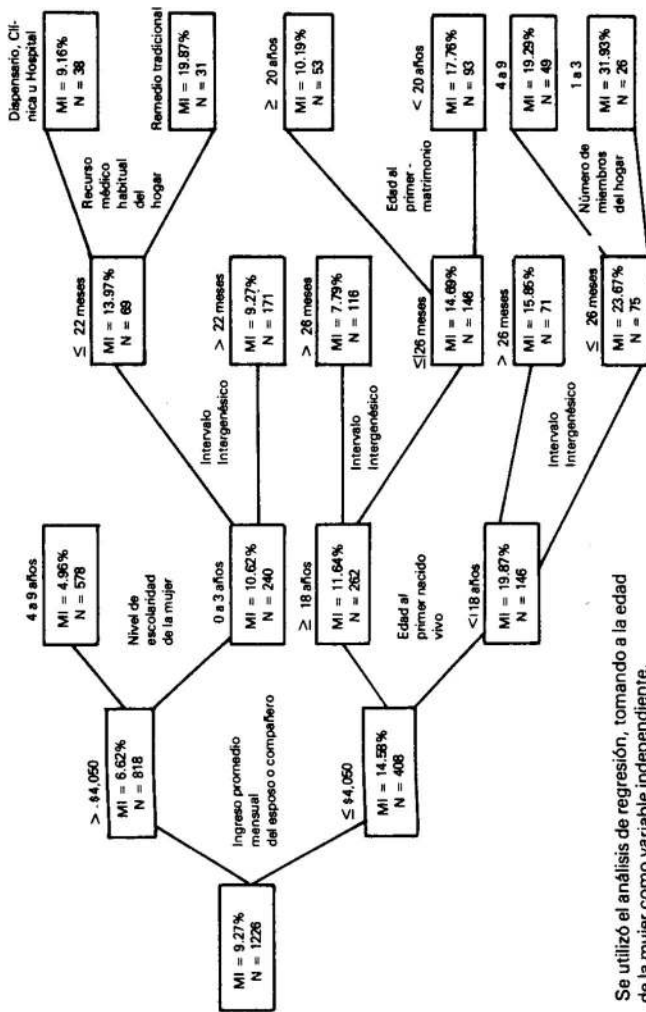 MI = 9.27%
N = 1226
Ingreso promedio
mensual
del esposo o compañero
> $4,050
MI = 6.62%
N = 818
≤ $4,050
MI = 14.58%
N = 408
Nivel de
escolaridad
de la mujer
4 a 9 años
MI = 4.96%
N = 578
0 a 3 años
MI = 10.62%
N = 240
Edad al
primer nacido
vivo
≥ 18 años
MI = 11.64%
N = 262
< 18 años
MI = 19.87%
N = 146
Intervalo
Intergenésico
≤ 22 meses
MI = 13.97%
N = 69
> 22 meses
MI = 9.27%
N = 171
Intervalo
Intergenésico
> 26 meses
MI = 7.79%
N = 116
≤ 26 meses
MI = 14.69%
N = 146
Intervalo
Intergenésico
> 26 meses
MI = 15.85%
N = 71
≤ 26 meses
MI = 23.67%
N = 75
Recurso
médico
habitual
del
hogar
Dispensario, Clí-
nica u Hospital
MI = 9.16%
N = 38
Remedio tradicional
MI = 19.87%
N = 31
Edad al
primer -
matrimonio
≥ 20 años
MI = 10.19%
N = 53
< 20 años
MI = 17.76%
N = 93
Número de
miembros
del hogar
4 a 9
MI = 19.29%
N = 49
1 a 3
MI = 31.93%
N = 26
Se utilizó el análisis de regresión, tomando a la edad
de la mujer como variable independiente.